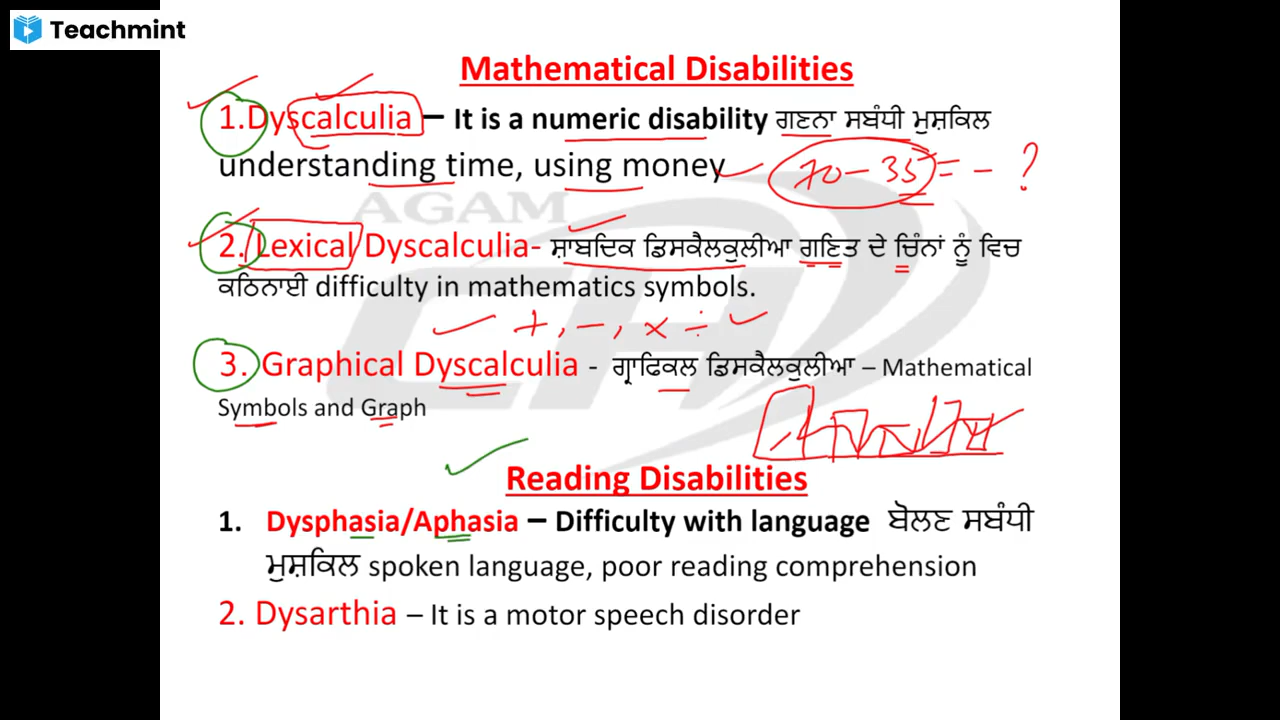 Teachmint
Mathematical Disabilities
1.Dyscalculia – It is a numeric disability ਗਣਨਾ ਸਬੰਧੀ ਮੁਸ਼ਕਿਲ
understanding time, using money 70 - 35 = - ?
AGAM
2. Lexical Dyscalculia- ਸ਼ਾਬਦਿਕ ਡਿਸਕੈਲਕੁਲੀਆ ਗਣਿਤ ਦੇ ਚਿੰਨਾਂ ਨੂੰ ਵਿਚ
ਕਠਿਨਾਈ difficulty in mathematics symbols.
+, -, × ÷
3. Graphical Dyscalculia - ਗ੍ਰਾਫਿਕਲ ਡਿਸਕੈਲਕੁਲੀਆ – Mathematical
Symbols and Graph
Reading Disabilities
1. Dysphasia/Aphasia – Difficulty with language ਬੋਲਣ ਸਬੰਧੀ
ਮੁਸ਼ਕਿਲ spoken language, poor reading comprehension
2. Dysarthia – It is a motor speech disorder